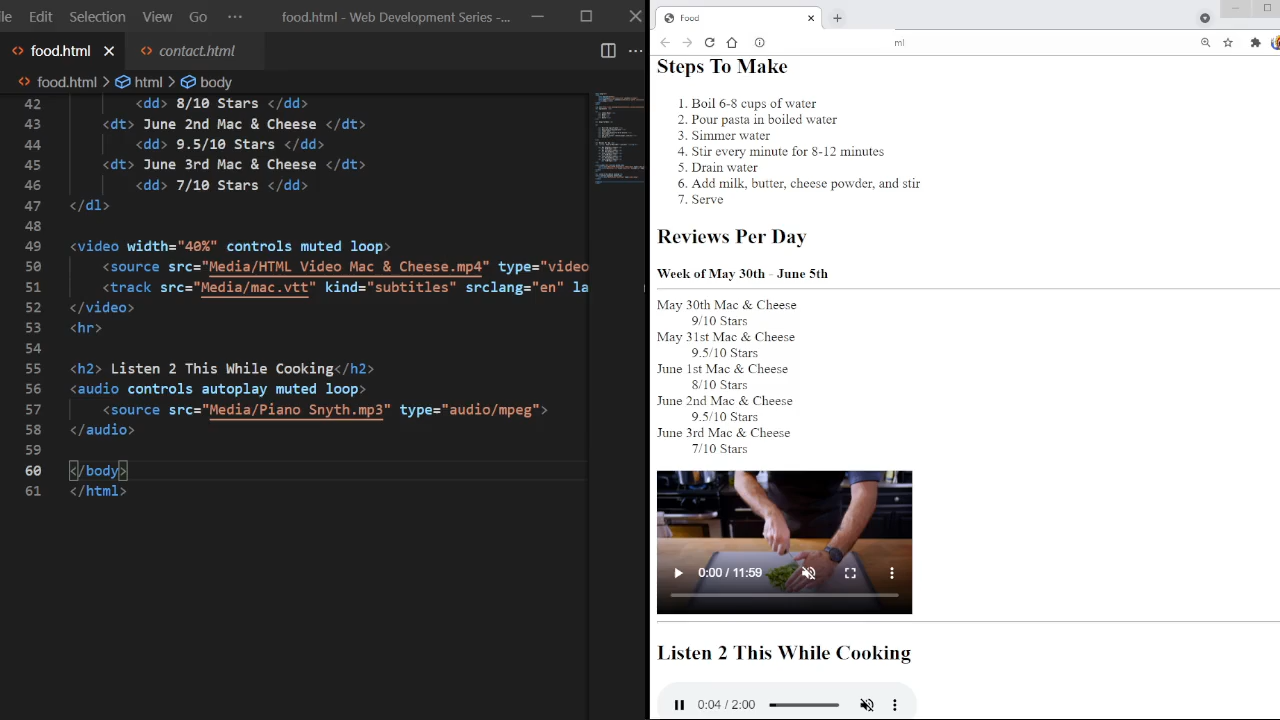 Edit Selection View Go ··· food.html - Web Development Series -...
food.html contact.html
food.html > html > body
42 <dd> 8/10 Stars </dd>
43 <dt> June 2nd Mac & Cheese </dt>
44 <dd> 9.5/10 Stars </dd>
45 <dt> June 3rd Mac & Cheese </dt>
46 <dd> 7/10 Stars </dd>
47 </dl>
48
49 <video width="40%" controls muted loop>
50 <source src="Media/HTML Video Mac & Cheese.mp4" type="video
51 <track src="Media/mac.vtt" kind="subtitles" srclang="en" la
52 </video>
53 <hr>
54
55 <h2> Listen 2 This While Cooking</h2>
56 <audio controls autoplay muted loop>
57 <source src="Media/Piano Snyth.mp3" type="audio/mpeg">
58 </audio>
59
60 </body>
61 </html>
Food
ml
Steps To Make
1. Boil 6-8 cups of water
2. Pour pasta in boiled water
3. Simmer water
4. Stir every minute for 8-12 minutes
5. Drain water
6. Add milk, butter, cheese powder, and stir
7. Serve
Reviews Per Day
Week of May 30th - June 5th
May 30th Mac & Cheese
9/10 Stars
May 31st Mac & Cheese
9.5/10 Stars
June 1st Mac & Cheese
8/10 Stars
June 2nd Mac & Cheese
9.5/10 Stars
June 3rd Mac & Cheese
7/10 Stars
0:00 / 11:59
Listen 2 This While Cooking
0:04 / 2:00